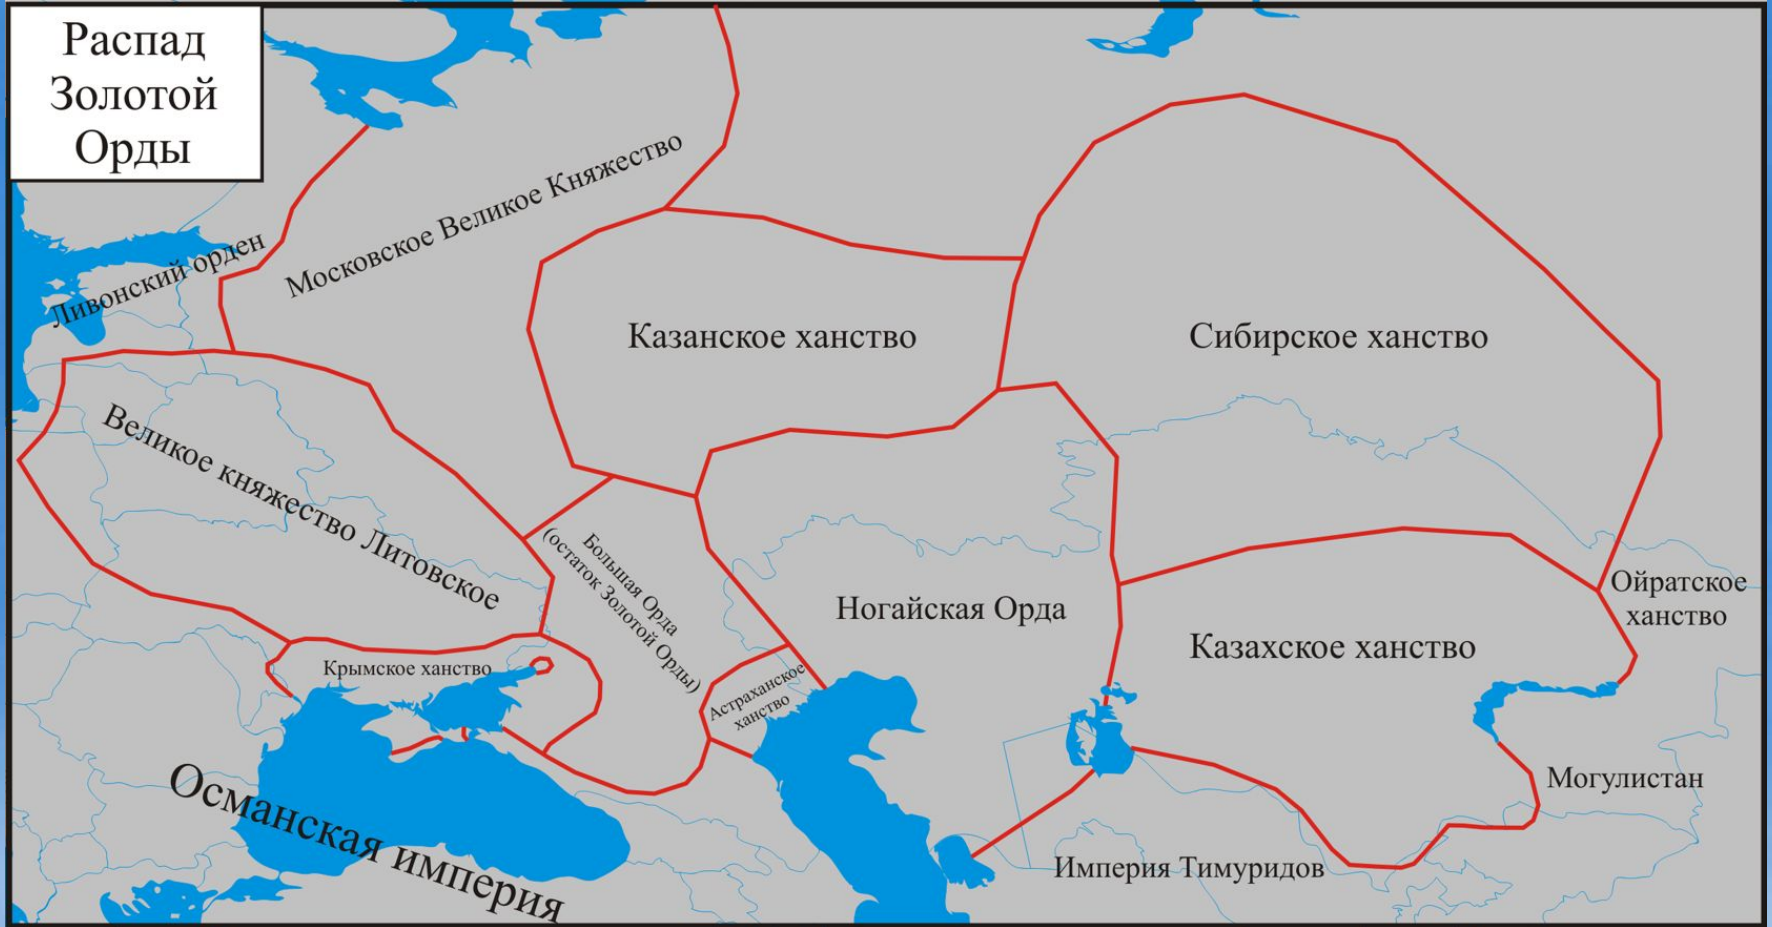 Распад
Золотой
Орды
Московское Великое Княжество
Ливонский орден
Казанское ханство
Сибирское ханство
Великое княжество Литовское
Большая Орда
(остаток Золотой Орды)
Ногайская Орда
Ойратское
ханство
Казахское ханство
Крымское ханство
Астраханское
ханство
Османская империя
Могулистан
Империя Тимуридов